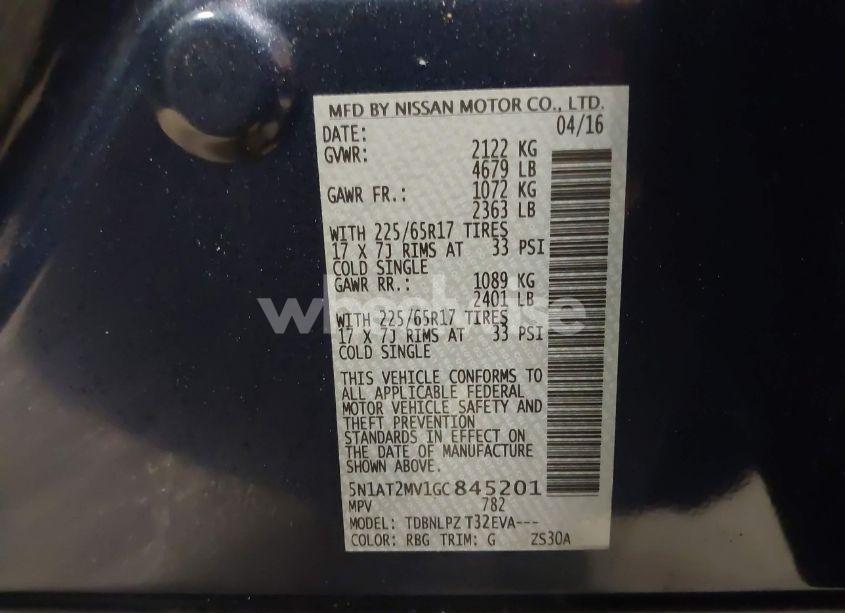 MFD BY NISSAN MOTOR CO., LTD.
DATE: 04/16
GVWR: 2122 KG
4679 LB
GAWR FR.: 1072 KG
2363 LB
WITH 225/65R17 TIRES
17 X 7J RIMS AT 33 PSI
COLD SINGLE
GAWR RR.: 1089 KG
2401 LB
WITH 225/65R17 TIRES
17 X 7J RIMS AT 33 PSI
COLD SINGLE
THIS VEHICLE CONFORMS TO
ALL APPLICABLE FEDERAL
MOTOR VEHICLE SAFETY AND
THEFT PREVENTION
STANDARDS IN EFFECT ON
THE DATE OF MANUFACTURE
SHOWN ABOVE.
5N1AT2MV1GC845201
MPV 782
MODEL: TDBNLPZ T32EVA---
COLOR: RBG TRIM: G ZS30A